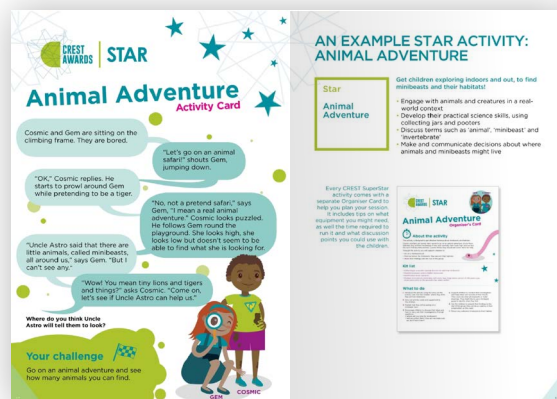 CREST
AWARDS
STAR
Animal Adventure
Activity Card
Cosmic and Gem are sitting on the
climbing frame. They are bored.
"Let's go on an animal
safari!" shouts Gem,
jumping down.
"OK," Cosmic replies. He
starts to prowl around Gem
while pretending to be a tiger.
"No, not a pretend safari," says
Gem, "I mean a real animal
adventure." Cosmic looks puzzled.
He follows Gem round the
playground. She looks high, she
looks low but doesn't seem to be
able to find what she is looking for.
"Uncle Astro said that there are
little animals, called minibeasts,
all around us," says Gem. "But I
can't see any."
"Wow! You mean tiny lions and tigers
and things?" asks Cosmic. "Come on,
let's see if Uncle Astro can help us."
Where do you think Uncle
Astro will tell them to look?
Your challenge
Go on an animal adventure and see
how many animals you can find.
GEM
COSMIC
AN EXAMPLE STAR ACTIVITY:
ANIMAL ADVENTURE
Star
Animal
Adventure
Get children exploring indoors and out, to find
minibeasts and their habitats!
• Engage with animals and creatures in a real-
world context
• Develop their practical science skills, using
collecting jars and pooters
• Discuss terms such as 'animal', 'minibeast' and
'invertebrate'
• Make and communicate decisions about where
animals and minibeasts might live
Every CREST SuperStar
activity comes with a
separate Organiser Card to
help you plan your session.
It includes tips on what
equipment you might need,
as well the time required to
run it and what discussion
points you could use with
the children.
CREST
AWARDS
STAR
Animal Adventure
Organiser's Card
About the activity
Kit list
What to do